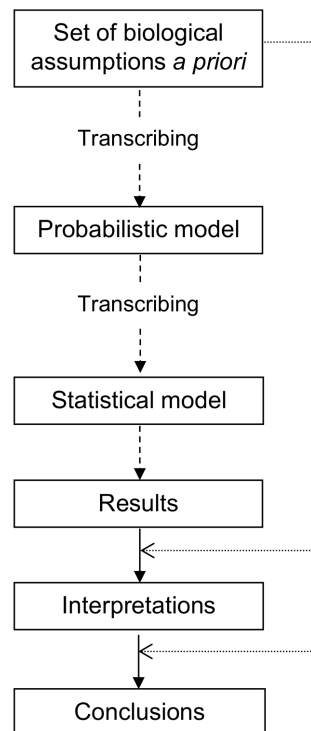 Set of biological
assumptions a priori
Transcribing
Probabilistic model
Transcribing
Statistical model
Results
Interpretations
Conclusions